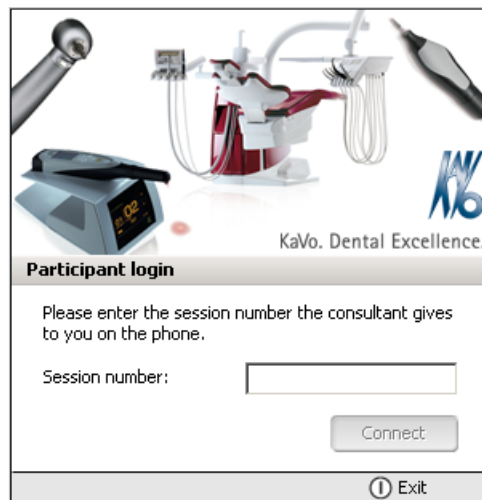 KaVo
KaVo. Dental Excellence.
Participant login
Please enter the session number the consultant gives
to you on the phone.
Session number:
Connect
Exit